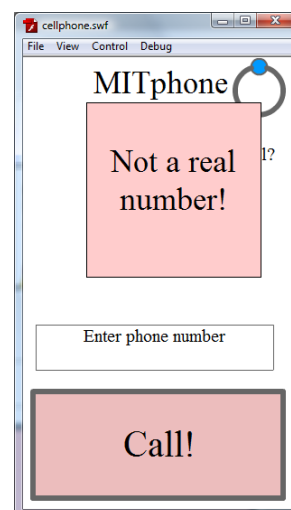 cellphone.swf
File View Control Debug
MITphone
l?
Not a real
number!
Enter phone number
Call!